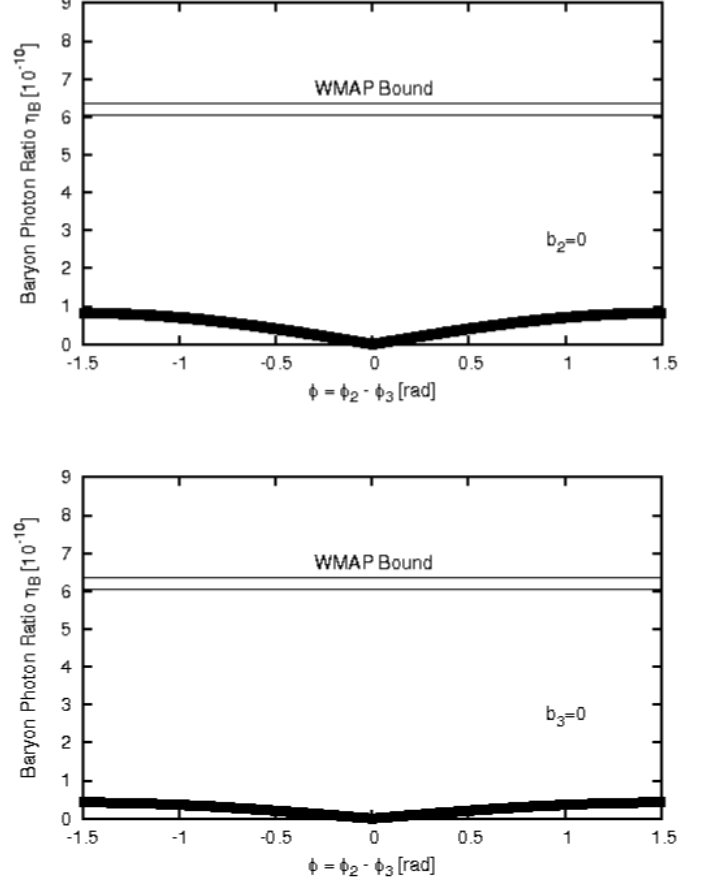 9
8
7
6
5
4
3
2
1
0
Baryon Photon Ratio η_B [10^-10]
WMAP Bound
b_2=0
-1.5 -1 -0.5 0 0.5 1 1.5
ϕ = ϕ_2 - ϕ_3 [rad]
9
8
7
6
5
4
3
2
1
0
Baryon Photon Ratio η_B [10^-10]
WMAP Bound
b_3=0
-1.5 -1 -0.5 0 0.5 1 1.5
ϕ = ϕ_2 - ϕ_3 [rad]